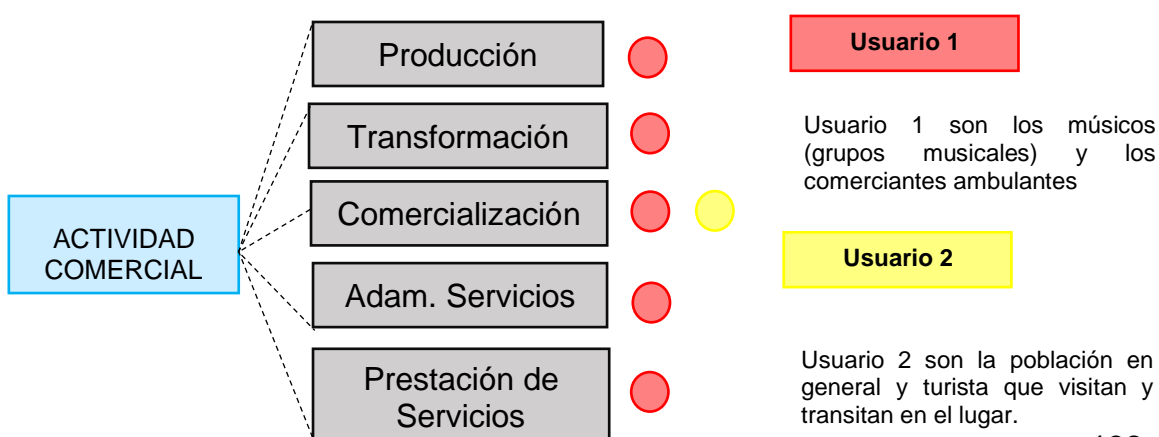 Producción
Usuario 1
Transformación
Usuario 1 son los músicos
(grupos musicales) y los
comerciantes ambulantes
Comercialización
ACTIVIDAD
COMERCIAL
Usuario 2
Adam. Servicios
Prestación de
Servicios
Usuario 2 son la población en
general y turista que visitan y
transitan en el lugar.